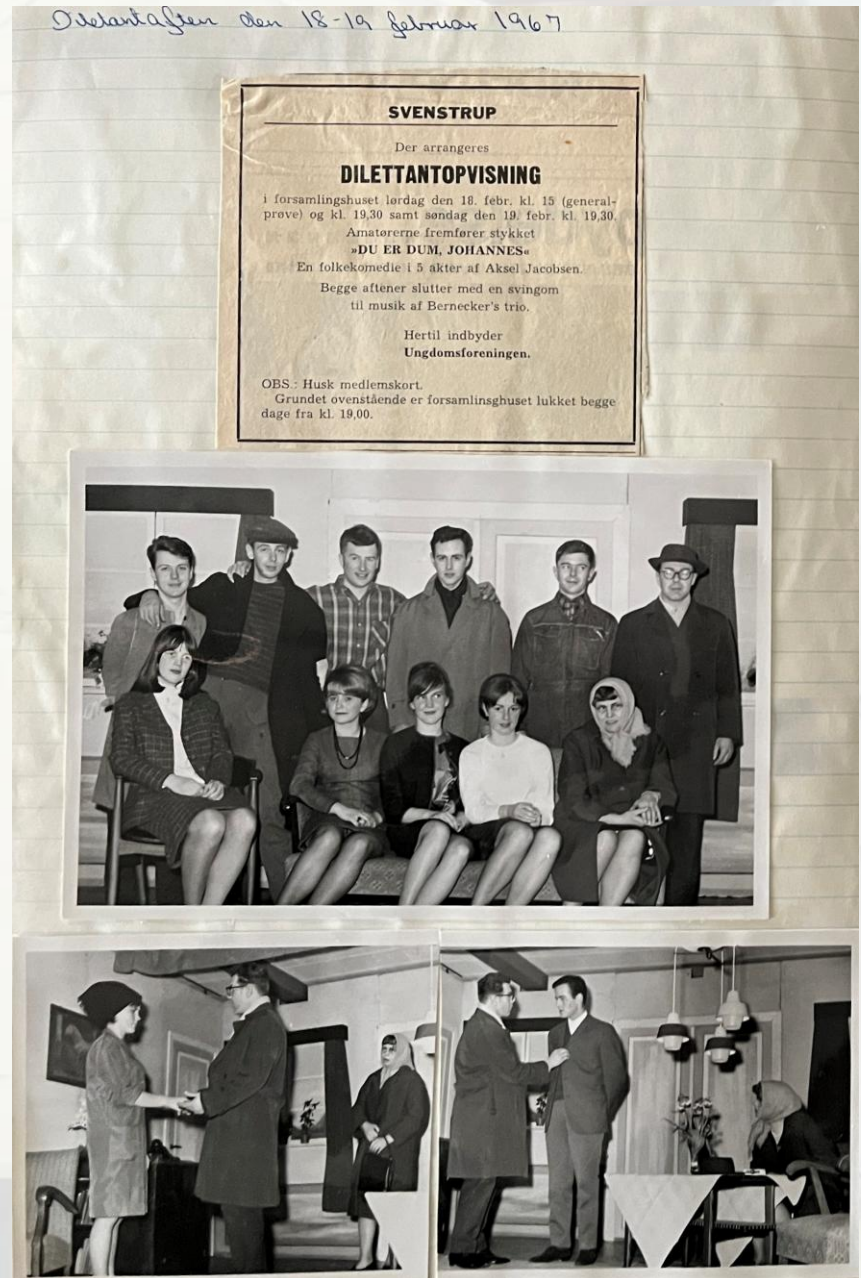 Diletantaften den 18-19 februar 1967
SVENSTRUP
Der arrangeres
DILETTANTOPVISNING
i forsamlingshuset lørdag den 18. febr. kl. 15 (general-
prøve) og kl. 19,30 samt søndag den 19. febr. kl. 19,30.
Amatørerne fremfører stykket
»DU ER DUM, JOHANNES«
En folkekomedie i 5 akter af Aksel Jacobsen.
Begge aftener slutter med en svingom
til musik af Bernecker's trio.
Hertil indbyder
Ungdomsforeningen.
OBS.: Husk medlemskort.
Grundet ovenstående er forsamlinsghuset lukket begge
dage fra kl. 19,00.